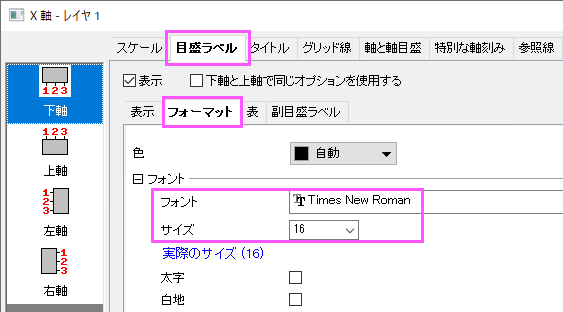 X 軸 - レイヤ 1
スケール 目盛ラベル タイトル グリッド線 軸と軸目盛 特別な軸刻み 参照線
1 2 3
下軸
1 2 3
上軸
1
2
3
左軸
1
2
3
右軸
表示 下軸と上軸で同じオプションを使用する
表示 フォーマット 表 副目盛ラベル
色 自動
フォント
フォント Times New Roman
サイズ 16
実際のサイズ (16)
太字
白地